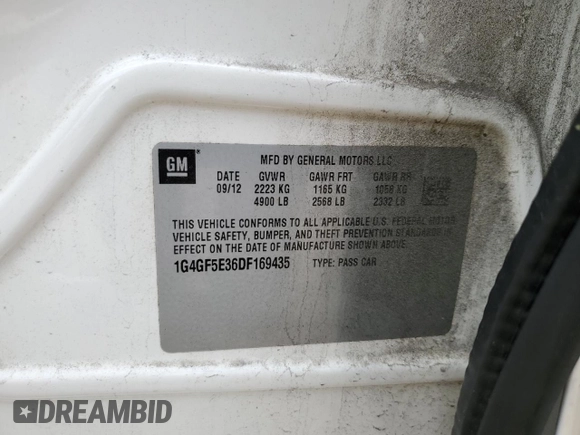 GM ® MFD BY GENERAL MOTORS LLC
DATE GVWR GAWR FRT GAWR RR
09/12 2223 KG 1165 KG 1058 KG
4900 LB 2568 LB 2332 LB
THIS VEHICLE CONFORMS TO ALL APPLICABLE U.S. FEDERAL MOTOR
VEHICLE SAFETY, BUMPER, AND THEFT PREVENTION STANDARDS IN
EFFECT ON THE DATE OF MANUFACTURE SHOWN ABOVE.
1G4GF5E36DF169435 TYPE: PASS CAR
DREAMBID